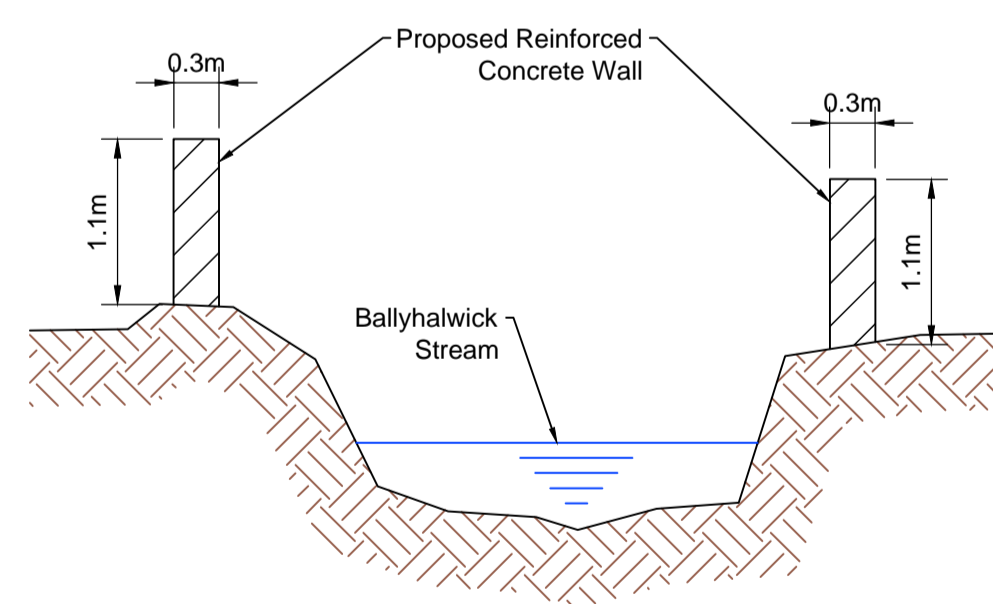 Proposed Reinforced
Concrete Wall
0.3m
0.3m
1.1m
1.1m
Ballyhalwick
Stream